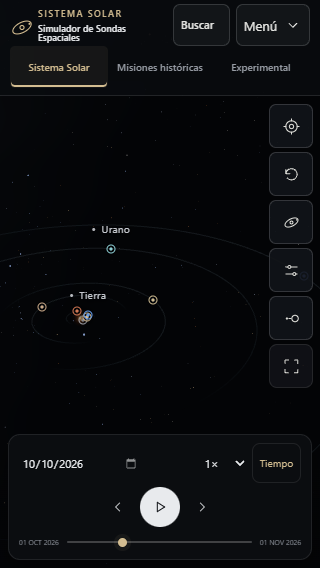 SISTEMA SOLAR
Simulador de Sondas
Espaciales
Buscar
Menú
Sistema Solar
Misiones históricas
Experimental
Urano
Tierra
10/10/2026
1×
Tiempo
01 OCT 2026
01 NOV 2026